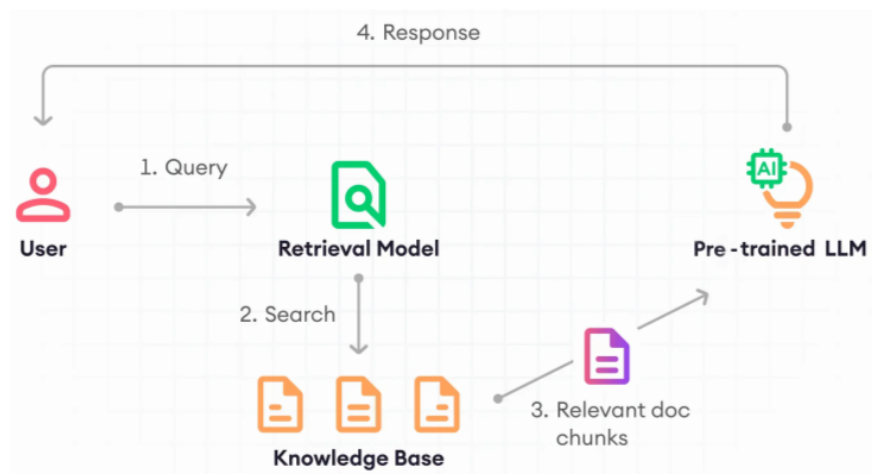 4. Response
1. Query
AI
User
Retrieval Model
Pre-trained LLM
2. Search
3. Relevant doc
chunks
Knowledge Base